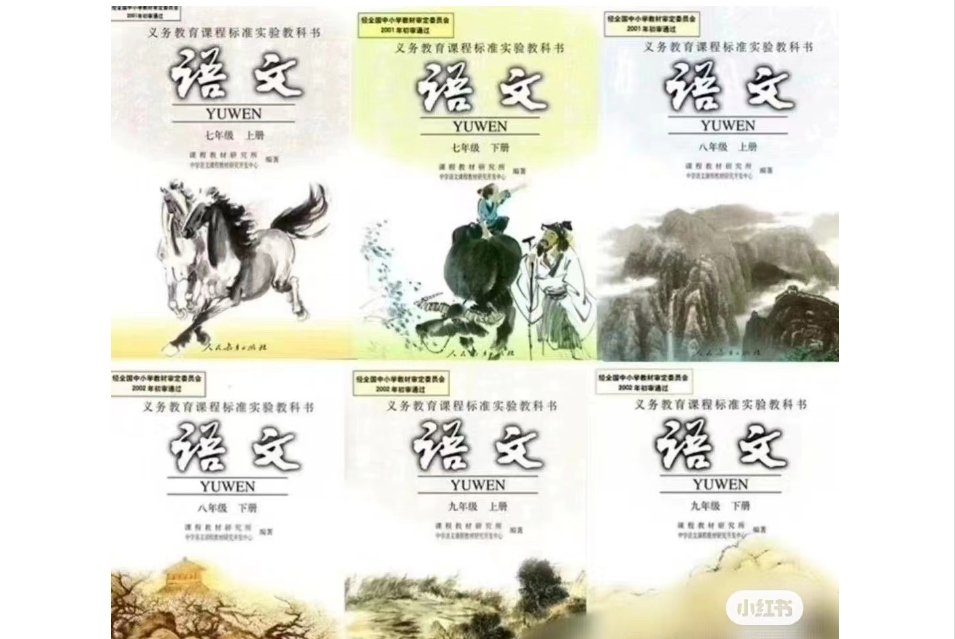 经全国中小学教材审定委员会
2001年初审通过
义务教育课程标准实验教科书
语文
YUWEN
七年级 上册
课程教材研究所
中学语文课程教材研究开发中心
编著
人民教育出版社
经全国中小学教材审定委员会
2001年初审通过
义务教育课程标准实验教科书
语文
YUWEN
七年级 下册
课程教材研究所
中学语文课程教材研究开发中心
编著
人民教育出版社
经全国中小学教材审定委员会
2001年初审通过
义务教育课程标准实验教科书
语文
YUWEN
八年级 上册
课程教材研究所
中学语文课程教材研究开发中心
编著
人民教育出版社
经全国中小学教材审定委员会
2002年初审通过
义务教育课程标准实验教科书
语文
YUWEN
八年级 下册
课程教材研究所
中学语文课程教材研究开发中心
编著
经全国中小学教材审定委员会
2002年初审通过
义务教育课程标准实验教科书
语文
YUWEN
九年级 上册
课程教材研究所
中学语文课程教材研究开发中心
编著
经全国中小学教材审定委员会
2002年初审通过
义务教育课程标准实验教科书
语文
YUWEN
九年级 下册
课程教材研究所
中学语文课程教材研究开发中心
编著
小红书